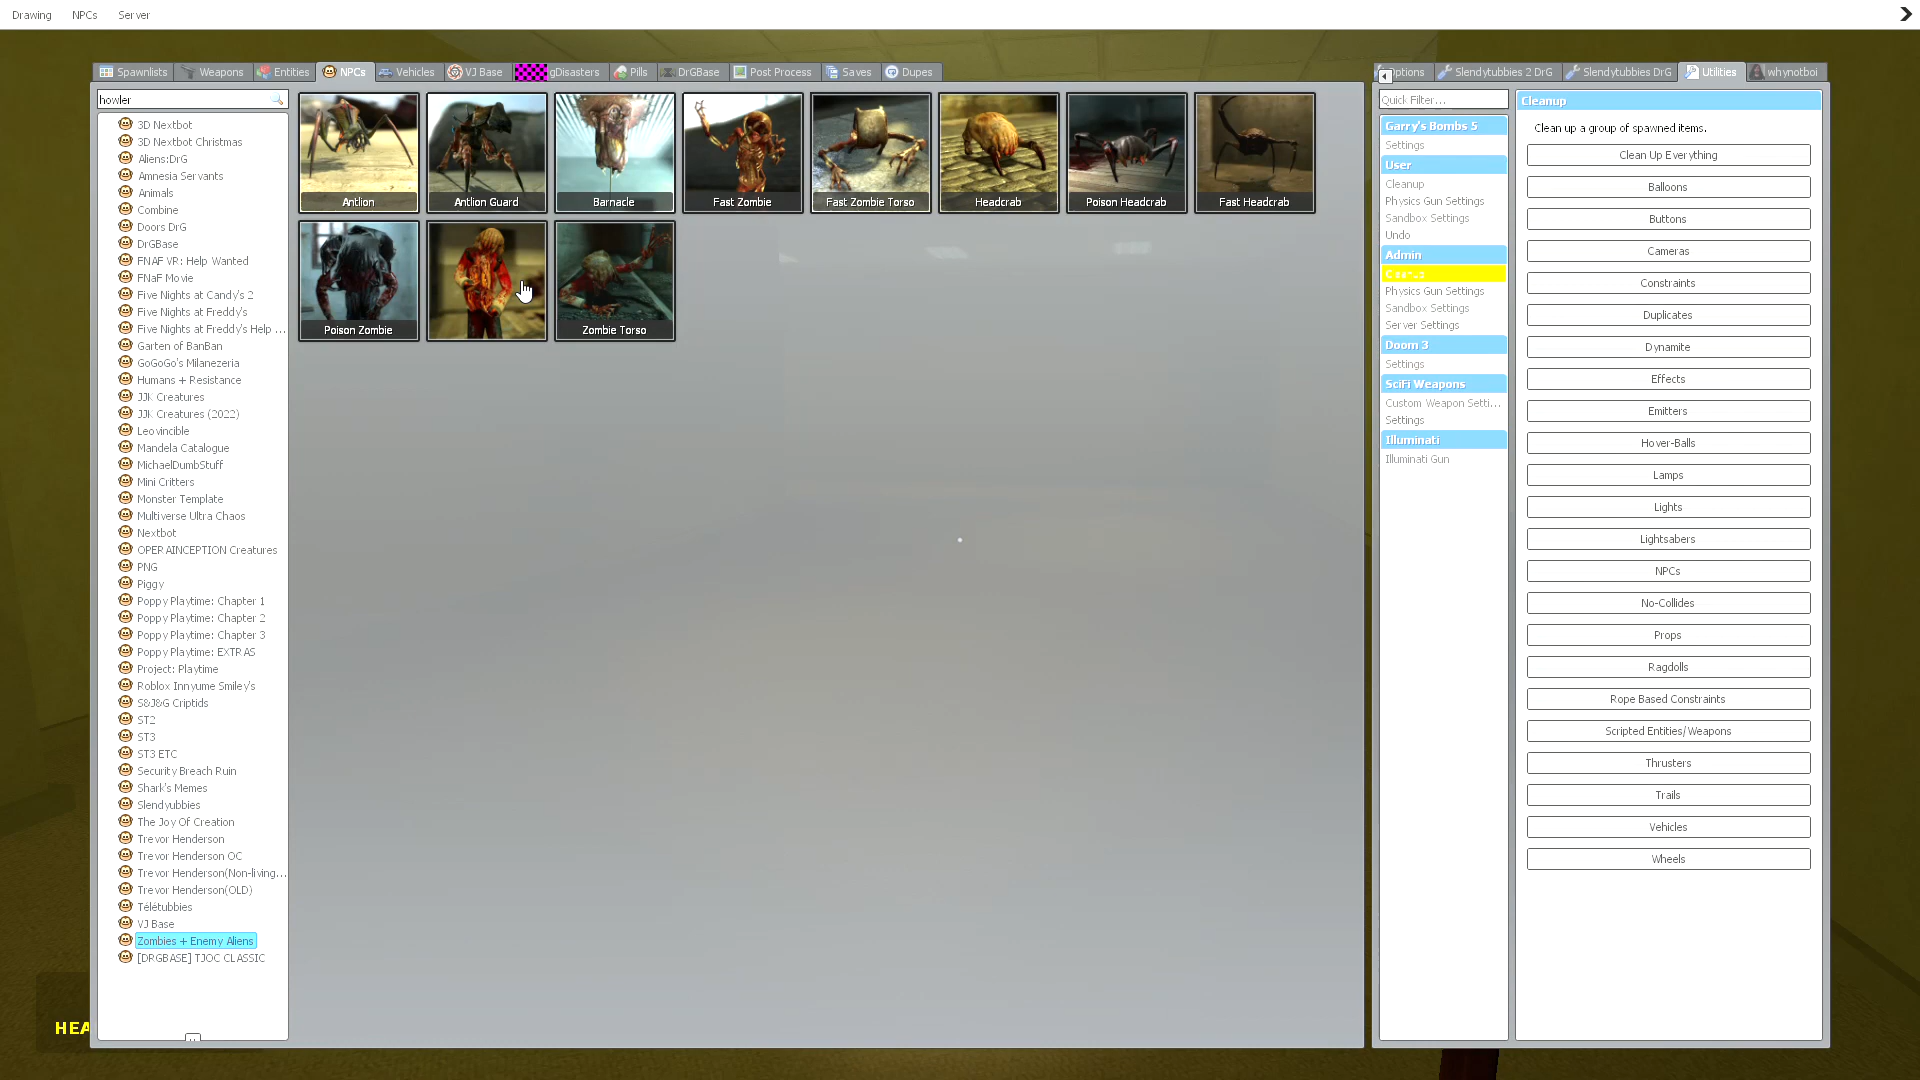 Drawing NPCs Server
Spawnlists Weapons Entities NPCs Vehicles VJ Base gDisasters Pills DrGBase Post Process Saves Dupes
howler
3D Nextbot
3D Nextbot Christmas
Aliens:DrG
Amnesia Servants
Animals
Combine
Doors DrG
DrGBase
FNAF VR: Help Wanted
FNaF Movie
Five Nights at Candy's 2
Five Nights at Freddy's
Five Nights at Freddy's Help ...
Garten of BanBan
GoGoGo's Milanezeria
Humans + Resistance
JJK Creatures
JJK Creatures (2022)
Leovincible
Mandela Catalogue
MichaelDumbStuff
Mini Critters
Monster Template
Multiverse Ultra Chaos
Nextbot
OPERAINCEPTION Creatures
PNG
Piggy
Poppy Playtime: Chapter 1
Poppy Playtime: Chapter 2
Poppy Playtime: Chapter 3
Poppy Playtime: EXTRAS
Project: Playtime
Roblox Innyume Smiley's
S&J&G Criptids
ST2
ST3
ST3 ETC
Security Breach Ruin
Shark's Memes
Slendyubbies
The Joy Of Creation
Trevor Henderson
Trevor Henderson OC
Trevor Henderson(Non-living...
Trevor Henderson(OLD)
Télétubbies
VJ Base
Zombies + Enemy Aliens
[DRGBASE] TJOC CLASSIC
HEA
Antlion Antlion Guard Barnacle Fast Zombie Fast Zombie Torso Headcrab Poison Headcrab Fast Headcrab
Poison Zombie Zombie Torso
Options Slendytubbies 2 DrG Slendytubbies DrG Utilities whynotboi
Quick Filter...
Garry's Bombs 5
Settings
User
Cleanup
Physics Gun Settings
Sandbox Settings
Undo
Admin
Physics Gun Settings
Sandbox Settings
Server Settings
Doom 3
Settings
SciFi Weapons
Custom Weapon Setti...
Settings
Illuminati
Illuminati Gun
Cleanup
Clean up a group of spawned items.
Clean Up Everything
Balloons
Buttons
Cameras
Constraints
Duplicates
Dynamite
Effects
Emitters
Hover-Balls
Lamps
Lights
Lightsabers
NPCs
No-Collides
Props
Ragdolls
Rope Based Constraints
Scripted Entities/Weapons
Thrusters
Trails
Vehicles
Wheels